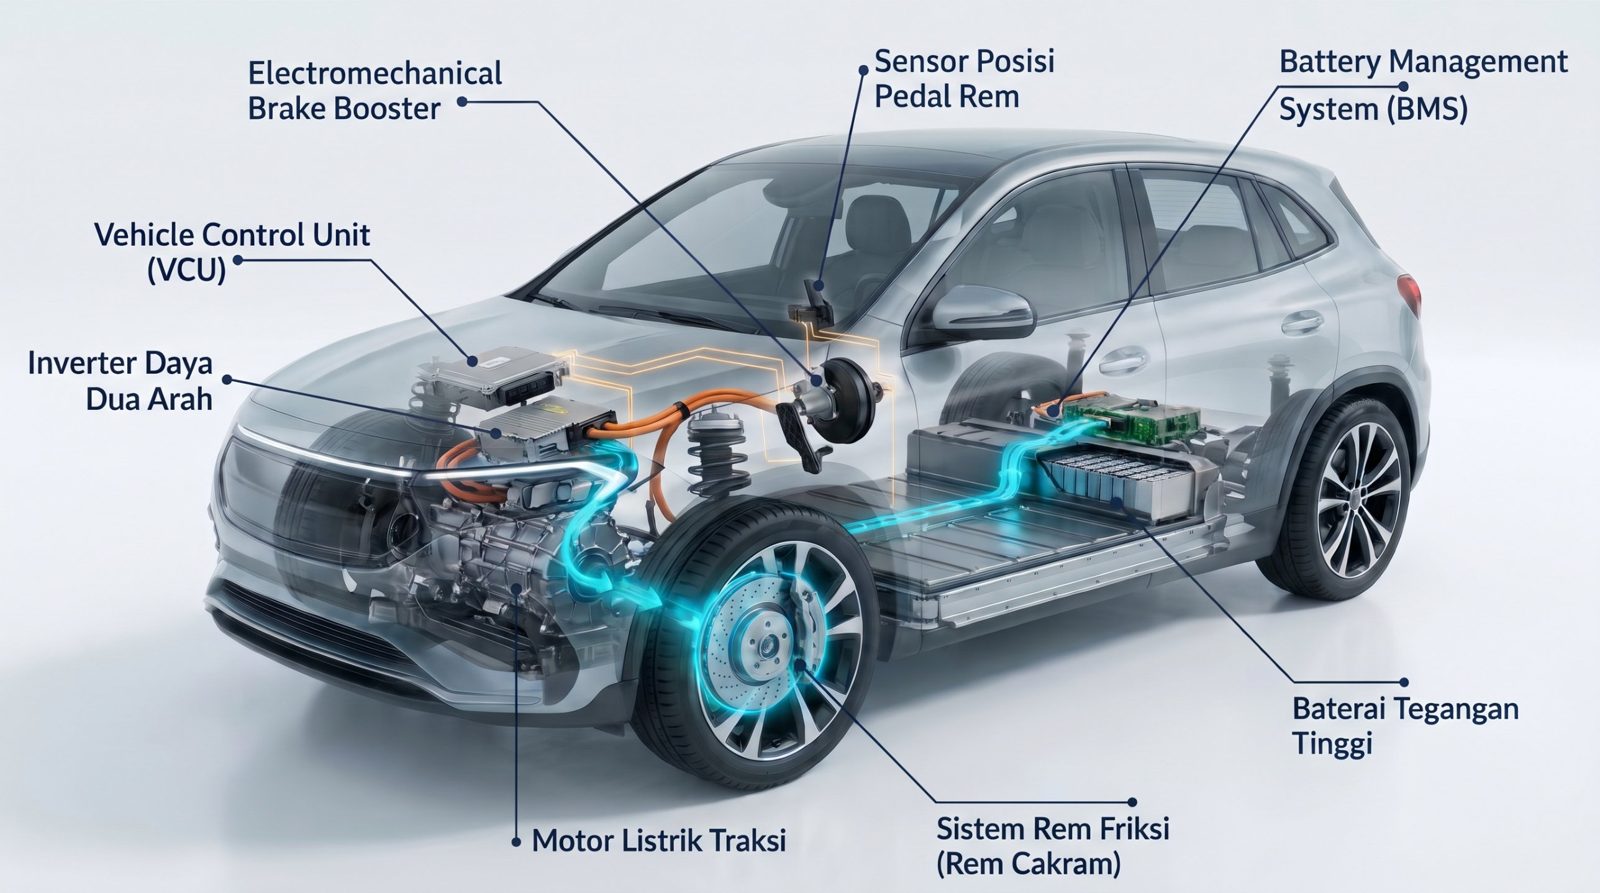 Electromechanical
Brake Booster
Sensor Posisi
Pedal Rem
Battery Management
System (BMS)
Vehicle Control Unit
(VCU)
Inverter Daya
Dua Arah
Baterai Tegangan
Tinggi
Motor Listrik Traksi
Sistem Rem Friksi
(Rem Cakram)